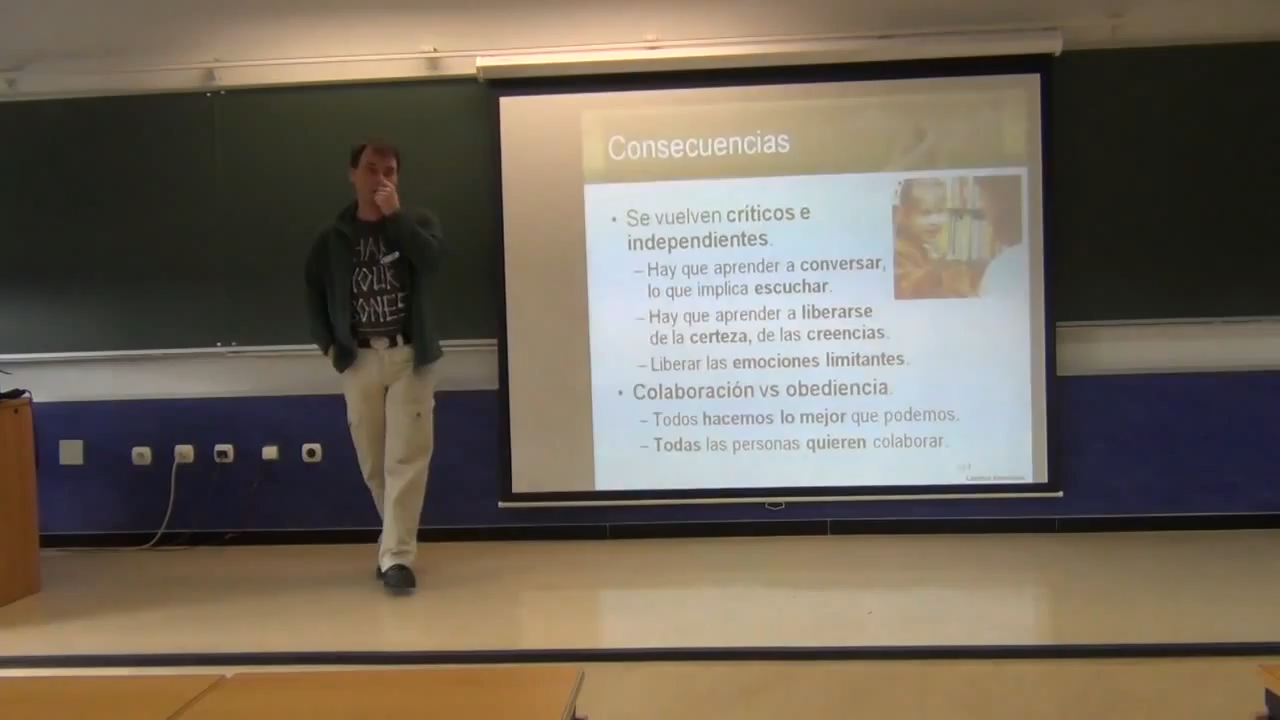 Consecuencias
• Se vuelven críticos e
independientes.
– Hay que aprender a conversar,
lo que implica escuchar.
– Hay que aprender a liberarse
de la certeza, de las creencias.
– Liberar las emociones limitantes.
• Colaboración vs obediencia.
– Todos hacemos lo mejor que podemos.
– Todas las personas quieren colaborar.
YOUR